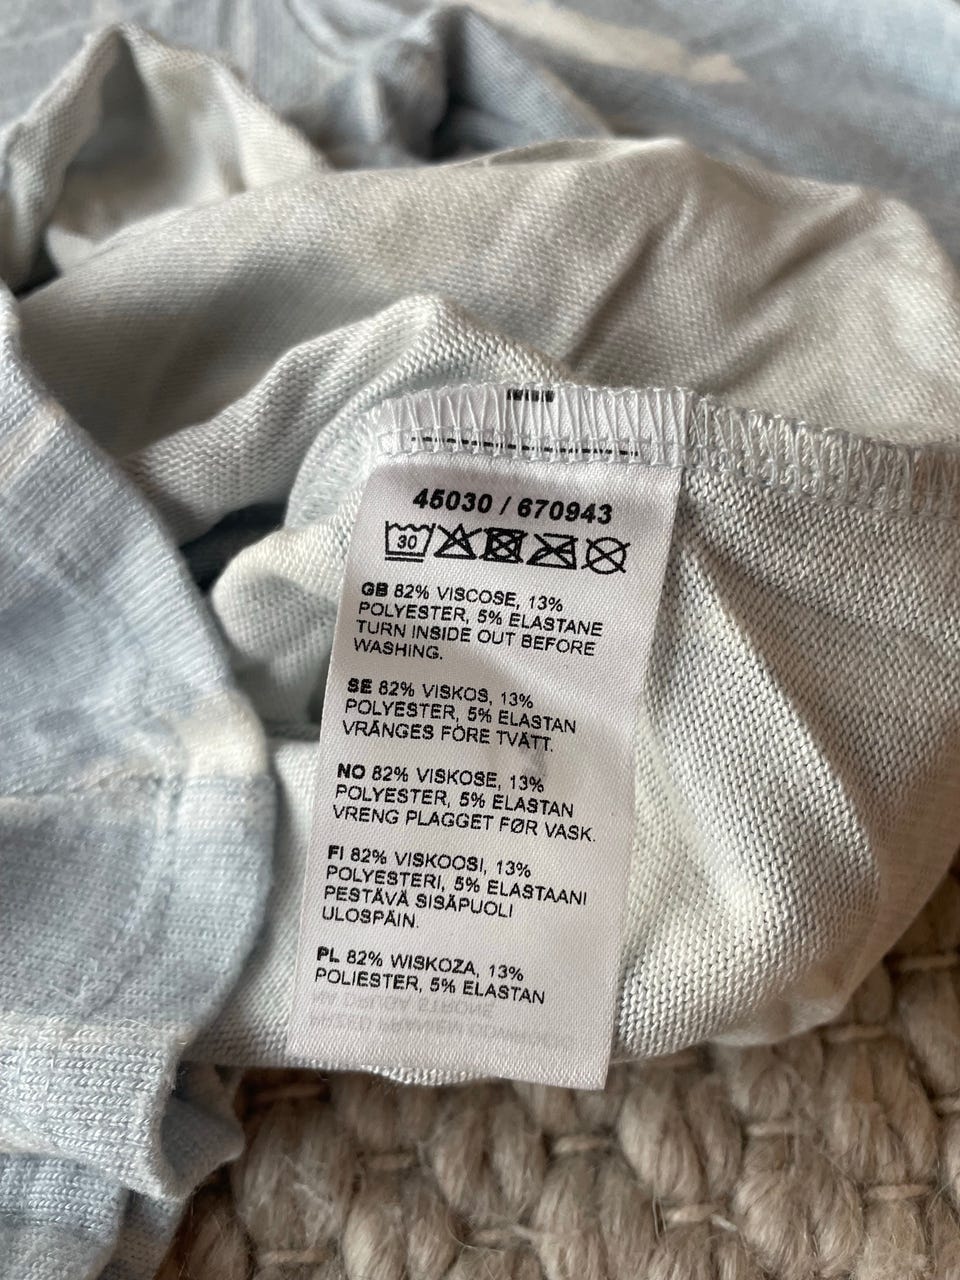 45030 / 670943
30
GB 82% VISCOSE, 13%
POLYESTER, 5% ELASTANE
TURN INSIDE OUT BEFORE
WASHING.
SE 82% VISKOS, 13%
POLYESTER, 5% ELASTAN
VRÄNGES FÖRE TVÄTT.
NO 82% VISKOSE, 13%
POLYESTER, 5% ELASTAN
VRENG PLAGGET FØR VASK.
FI 82% VISKOOSI, 13%
POLYESTERI, 5% ELASTAANI
PESTÄVÄ SISÄPUOLI
ULOSPÄIN.
PL 82% WISKOZA, 13%
POLIESTER, 5% ELASTAN